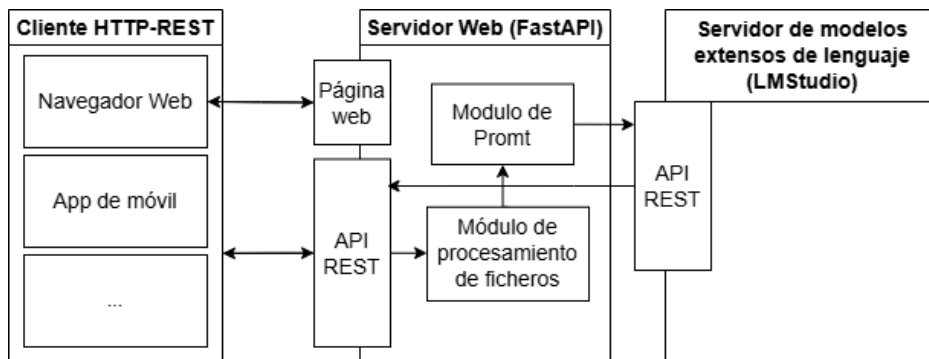 Cliente HTTP-REST
Navegador Web
App de móvil
...
Servidor Web (FastAPI)
Página
web
API
REST
Modulo de
Promt
Módulo de
procesamiento
de ficheros
Servidor de modelos
extensos de lenguaje
(LMStudio)
API
REST